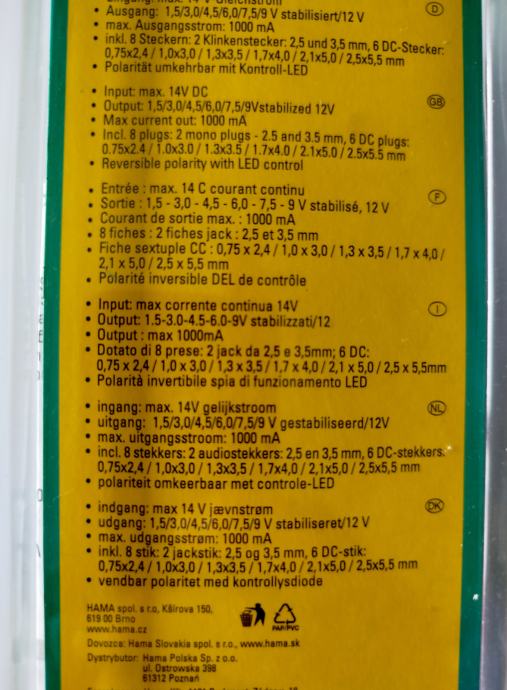 • Ausgang: 1,5/3,0/4,5/6,0/7,5/9 V stabilisiert/12 V
D
• max. Ausgangsstrom: 1000 mA
• inkl. 8 Steckern: 2 Klinkenstecker: 2,5 und 3,5 mm, 6 DC-Stecker:
0,75x2,4 / 1,0x3,0 / 1,3x3,5 / 1,7x4,0 / 2,1x5,0 / 2,5x5,5 mm
• Polarität umkehrbar mit Kontroll-LED
• Input: max. 14V DC
GB
• Output: 1,5/3,0/4,5/6,0/7,5/9Vstabilized 12V
• Max current out: 1000 mA
• Incl. 8 plugs: 2 mono plugs - 2.5 and 3.5 mm, 6 DC plugs:
0.75x2.4 / 1.0x3.0 / 1.3x3.5 / 1.7x4.0 / 2.1x5.0 / 2.5x5.5 mm
• Reversible polarity with LED control
• Entrée : max. 14 C courant continu
F
• Sortie : 1,5 - 3,0 - 4,5 - 6,0 - 7,5 - 9 V stabilisé, 12 V
• Courant de sortie max. : 1000 mA
• 8 fiches : 2 fiches jack : 2,5 et 3,5 mm
• Fiche sextuple CC : 0,75 x 2,4 / 1,0 x 3,0 / 1,3 x 3,5 / 1,7 x 4,0 /
2,1 x 5,0 / 2,5 x 5,5 mm
• Polarité inversible DEL de contrôle
• Input: max corrente continua 14V
I
• Output: 1.5-3.0-4.5-6.0-9V stabilizzati/12
• Output : max 1000mA
• Dotato di 8 prese: 2 jack da 2,5 e 3,5mm; 6 DC:
0,75 x 2,4 / 1,0 x 3,0 / 1,3 x 3,5 / 1,7 x 4,0 / 2,1 x 5,0 / 2,5 x 5,5mm
• Polarità invertibile spia di funzionamento LED
• ingang: max. 14V gelijkstroom
NL
• uitgang: 1,5/3,0/4,5/6,0/7,5/9 V gestabiliseerd/12V
• max. uitgangsstroom: 1000 mA
• incl. 8 stekkers: 2 audiostekkers: 2,5 en 3,5 mm, 6 DC-stekkers:
0,75x2,4 / 1,0x3,0 / 1,3x3,5 / 1,7x4,0 / 2,1x5,0 / 2,5x5,5 mm
• polariteit omkeerbaar met controle-LED
• indgang: max 14 V jævnstrøm
DK
• udgang: 1,5/3,0/4,5/6,0/7,5/9 V stabiliseret/12 V
• max. udgangsstrøm: 1000 mA
• inkl. 8 stik: 2 jackstik: 2,5 og 3,5 mm, 6 DC-stik:
0,75x2,4 / 1,0x3,0 / 1,3x3,5 / 1,7x4,0 / 2,1x5,0 / 2,5x5,5 mm
• vendbar polaritet med kontrollysdiode
HAMA spol. s r.o, Kšírova 150,
619 00 Brno
www.hama.cz
PAP/PVC
Dovozca: Hama Slovakia spol. s r.o., www.hama.sk
Dystrybutor: Hama Polska Sp. z o.o.
ul. Ostrowska 398
61312 Poznań